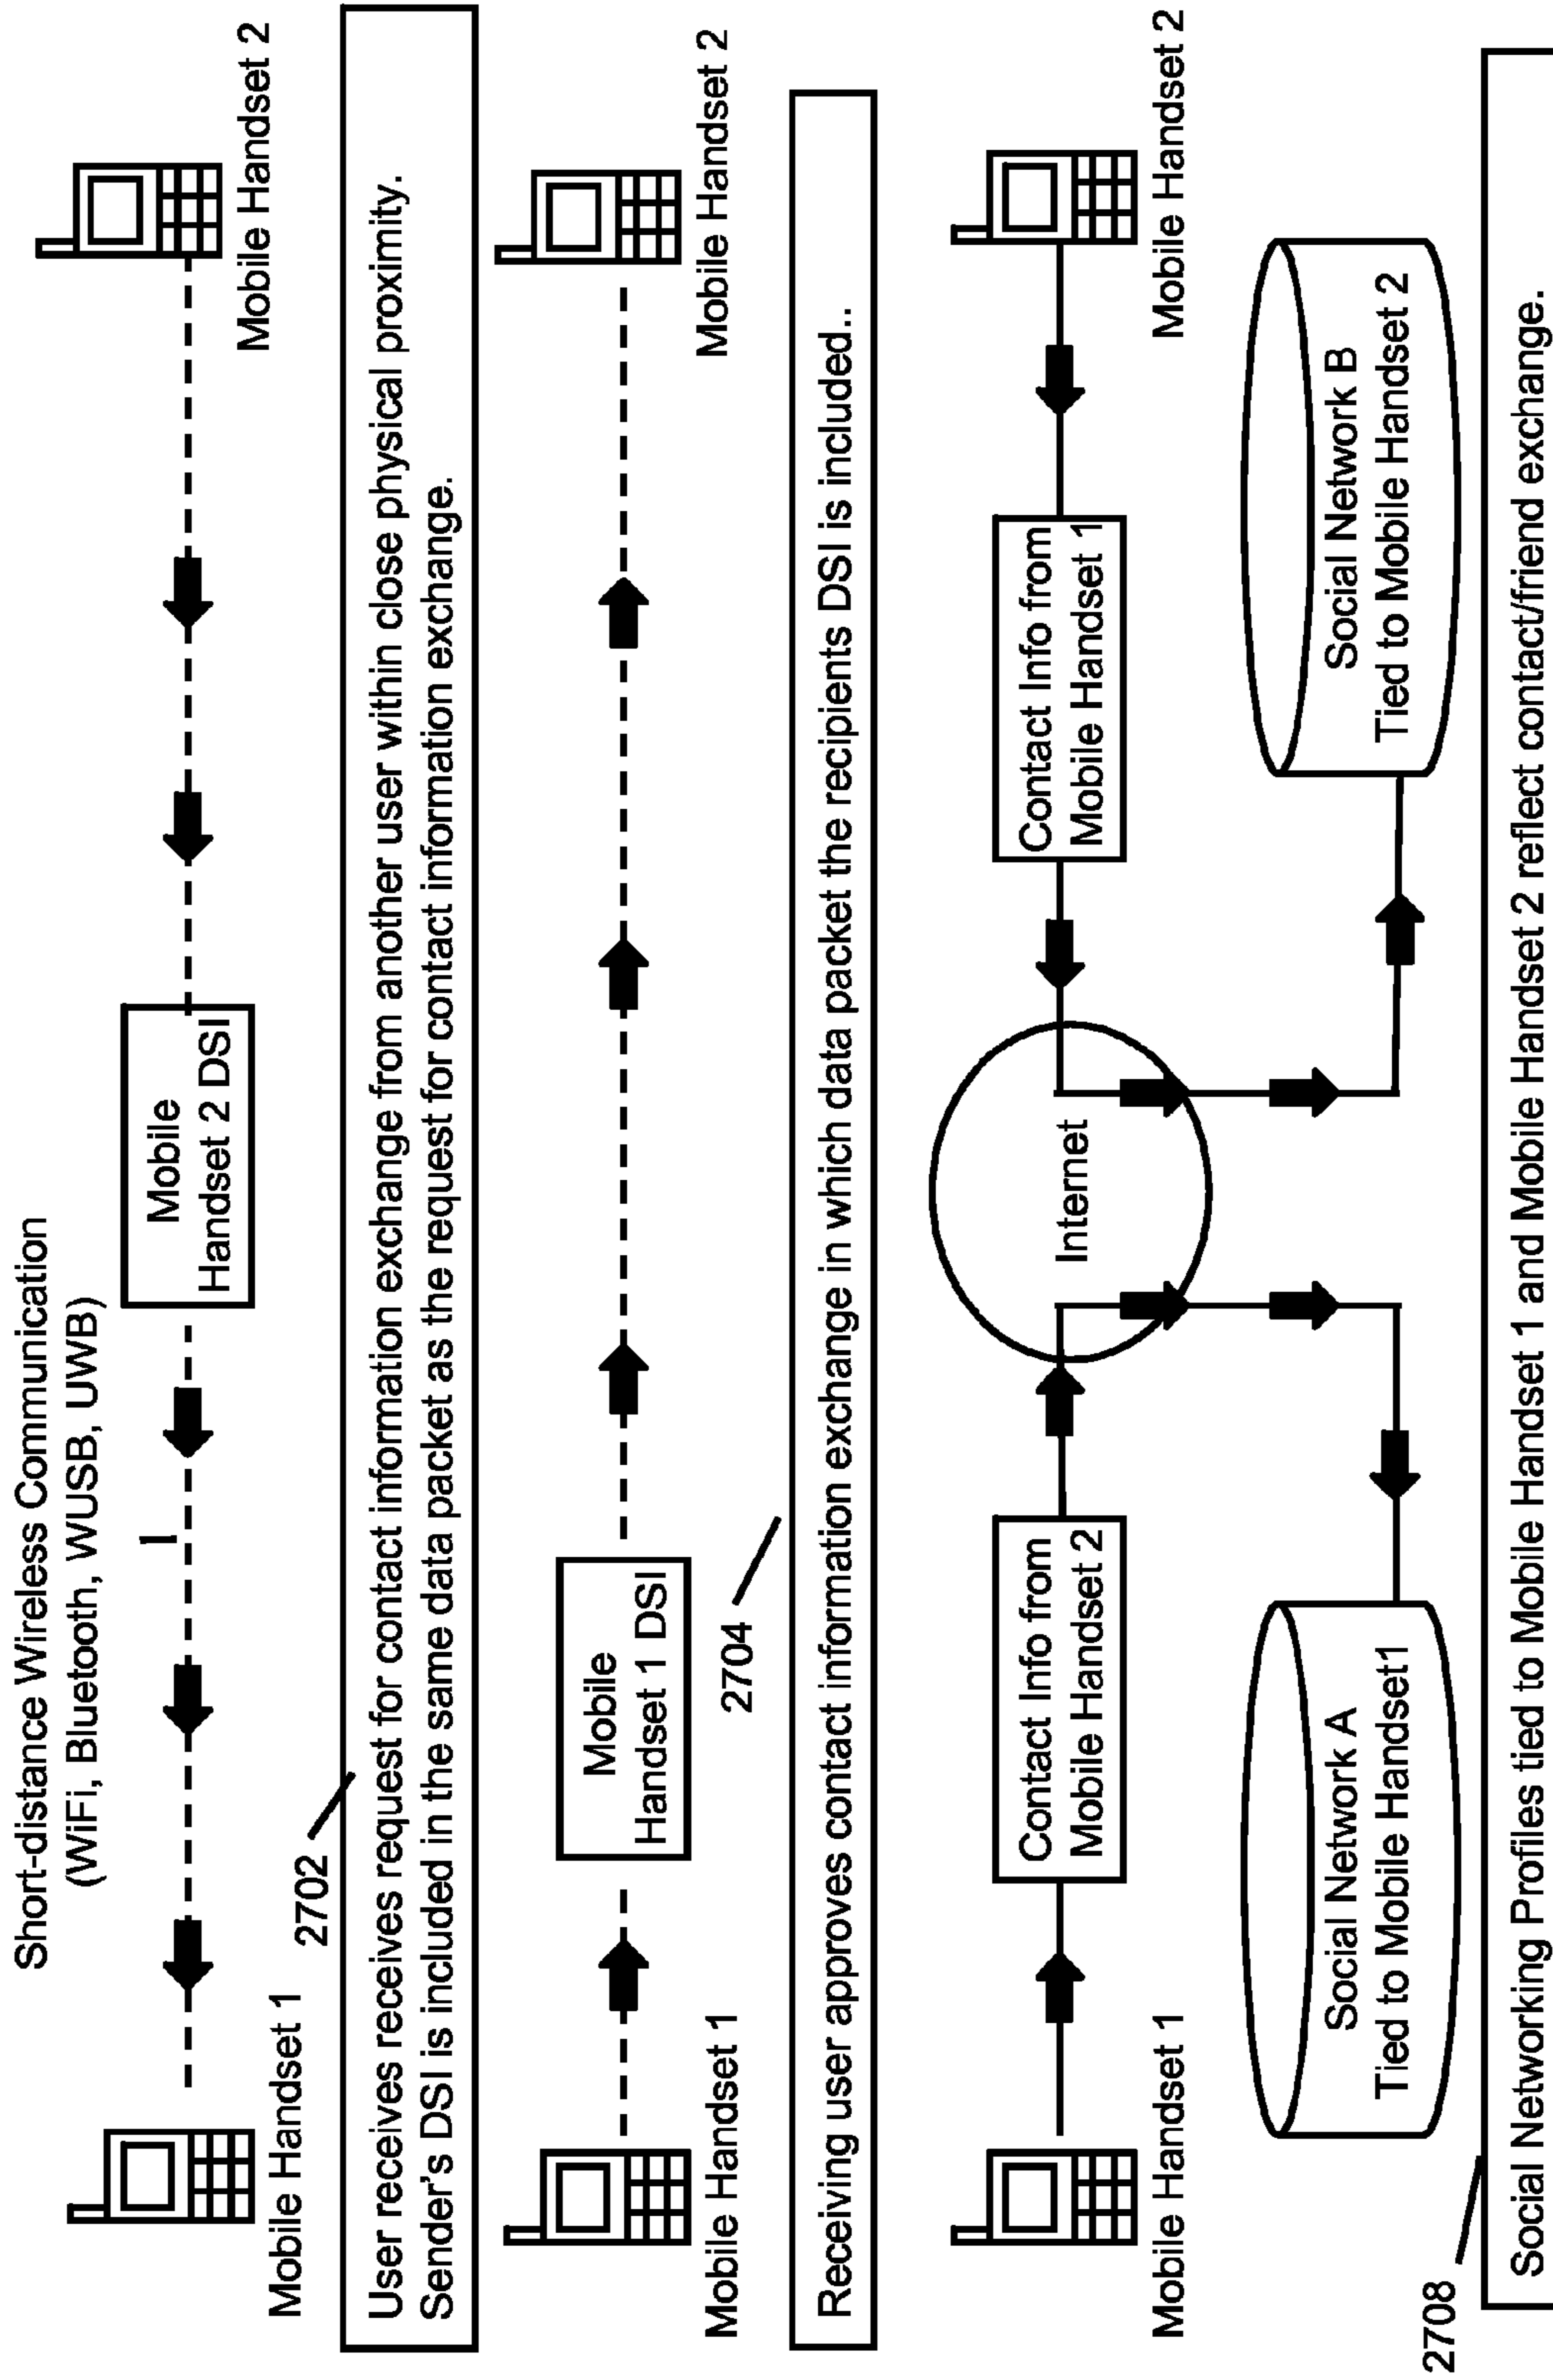 Short-distance Wireless Communication
(WiFi, Bluetooth, WUSB, UWB)
Mobile
Handset 2 DSI
Mobile Handset 1
Mobile Handset 2
2702
User receives request for contact information exchange from another user within close physical proximity.
Sender's DSI is included in the same data packet as the request for contact information exchange.
Mobile
Handset 1 DSI
Mobile Handset 1
Mobile Handset 2
2704
Receiving user approves contact information exchange in which data packet the recipients DSI is included..
Contact Info from
Mobile Handset 2
Internet
Contact Info from
Mobile Handset 1
Mobile Handset 1
Mobile Handset 2
Social Network A
Tied to Mobile Handset1
Social Network B
Tied to Mobile Handset 2
2708
Social Networking Profiles tied to Mobile Handset 1 and Mobile Handset 2 reflect contact/friend exchange.